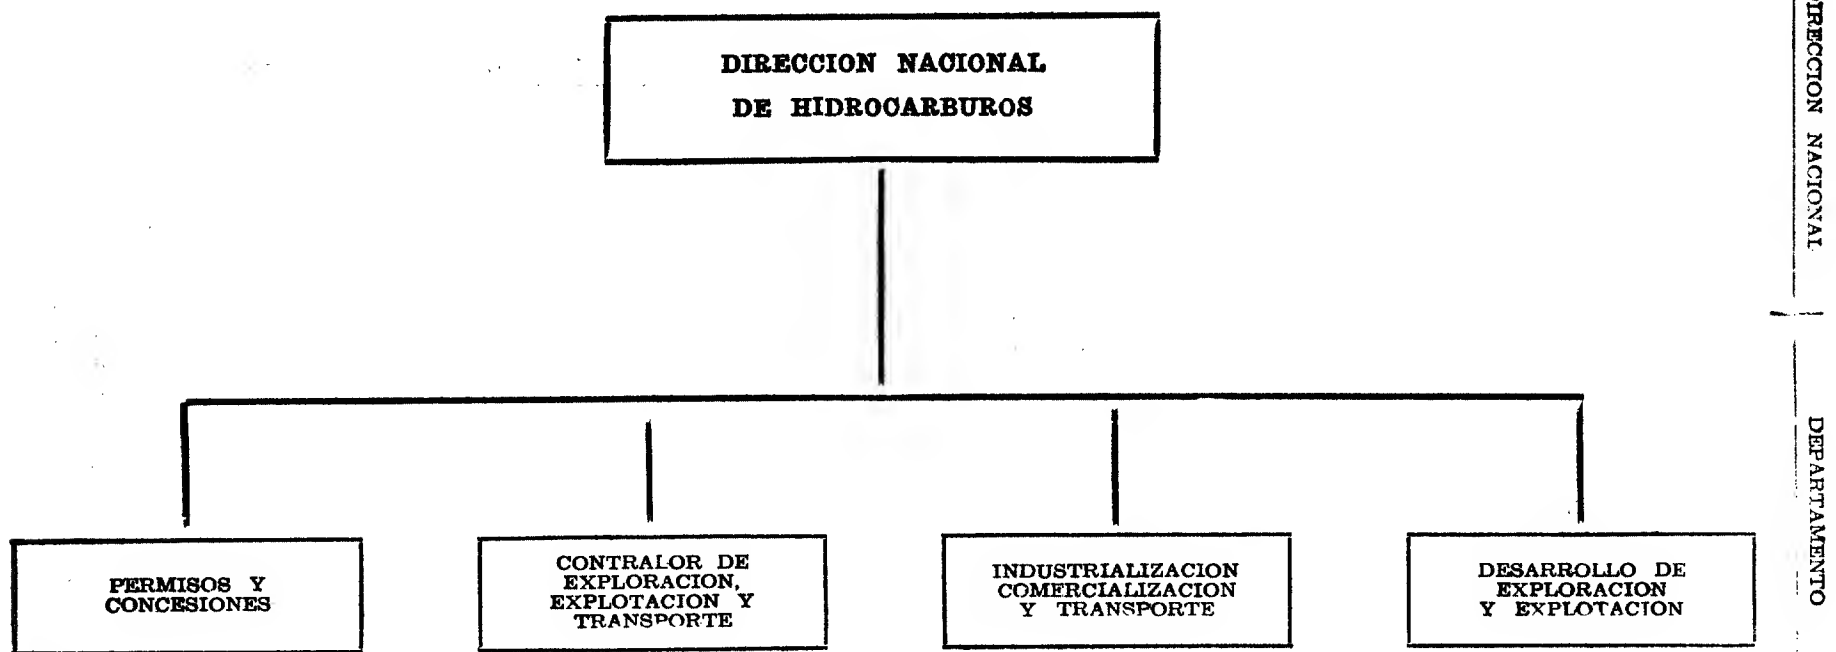 DIRECCION NACIONAL
DE HIDROCARBUROS
DIRECCION NACIONAL
DEPARTAMENTO
PERMISOS Y
CONCESIONES
CONTRALOR DE
EXPLORACION,
EXPLOTACION Y
TRANSPORTE
INDUSTRIALIZACION
COMERCIALIZACION
Y TRANSPORTE
DESARROLLO DE
EXPLORACION
Y EXPLOTACION